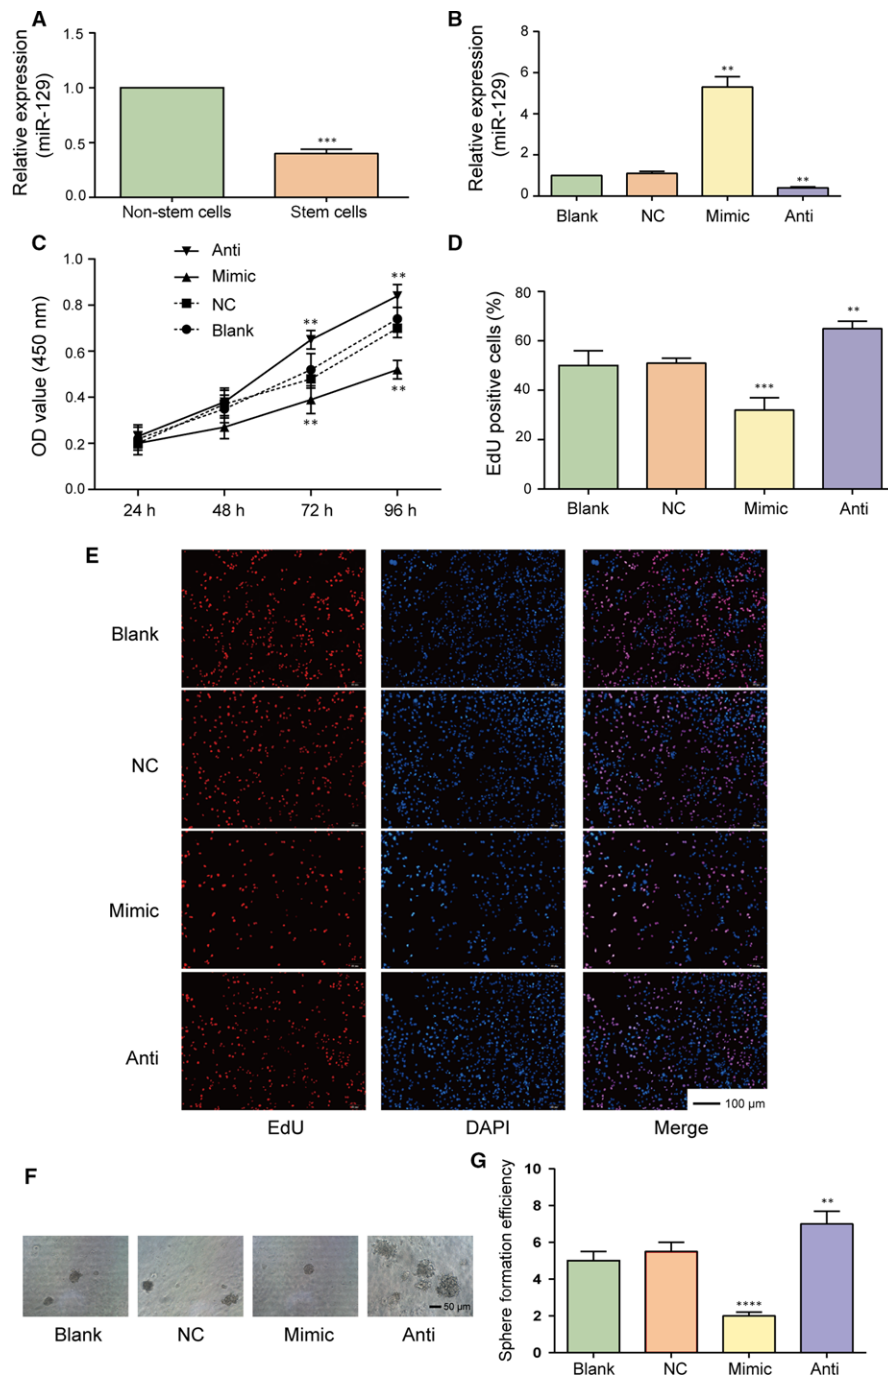 A
Relative expression
(miR-129)
1.5
1.0
0.5
0.0
***
Non-stem cells
Stem cells
B
Relative expression
(miR-129)
8
6
4
2
0
**
**
Blank
NC
Mimic
Anti
C
OD value (450 nm)
1.0
0.8
0.6
0.4
0.2
0.0
Anti
Mimic
NC
Blank
**
**
**
**
24 h
48 h
72 h
96 h
D
EdU positive cells (%)
80
60
40
20
0
***
**
Blank
NC
Mimic
Anti
E
Blank
NC
Mimic
Anti
100 µm
EdU
DAPI
Merge
F
50 µm
Blank
NC
Mimic
Anti
G
Sphere formation efficiency
10
8
6
4
2
0
****
**
Blank
NC
Mimic
Anti